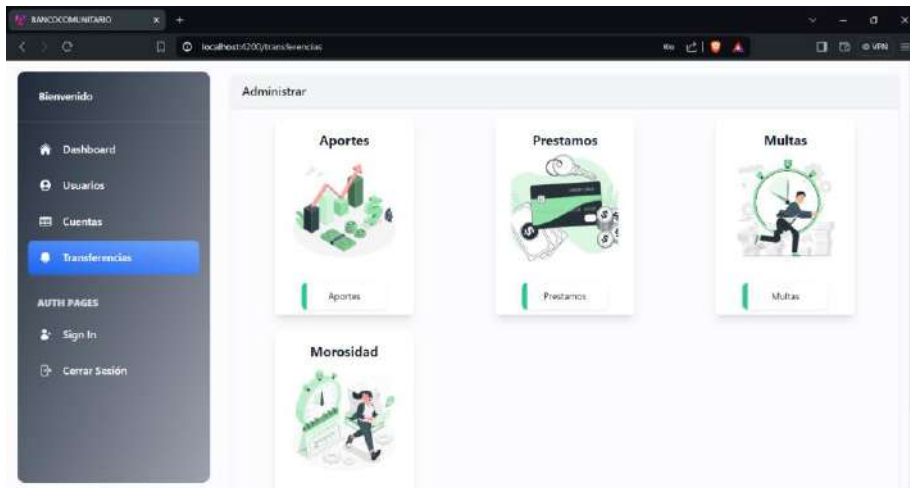 BANCOCOMUNITARIO
localhost:4200/transferencias
VPN
Bienvenido
Dashboard
Usuarios
Cuentas
Transferencias
AUTH PAGES
Sign In
Cerrar Sesión
Administrar
Aportes
Prestamos
Multas
Aportes
Prestamos
Multas
Morosidad